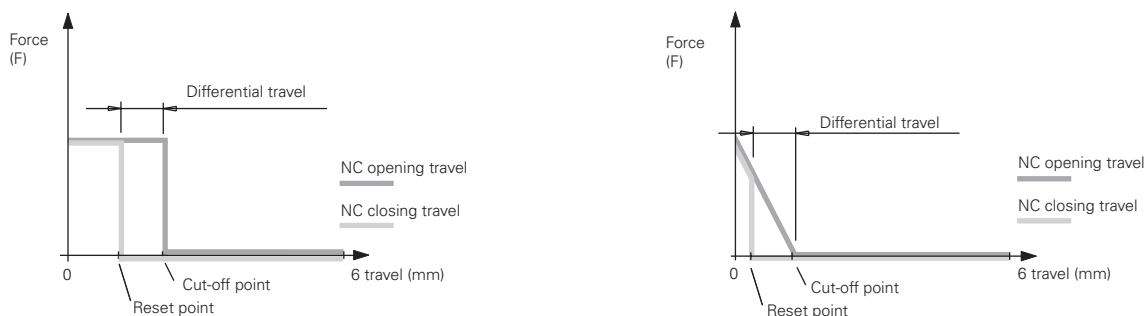 Force
(F)
Differential travel
NC opening travel
NC closing travel
0
6 travel (mm)
Cut-off point
Reset point
Force
(F)
Differential travel
NC opening travel
NC closing travel
0
6 travel (mm)
Cut-off point
Reset point